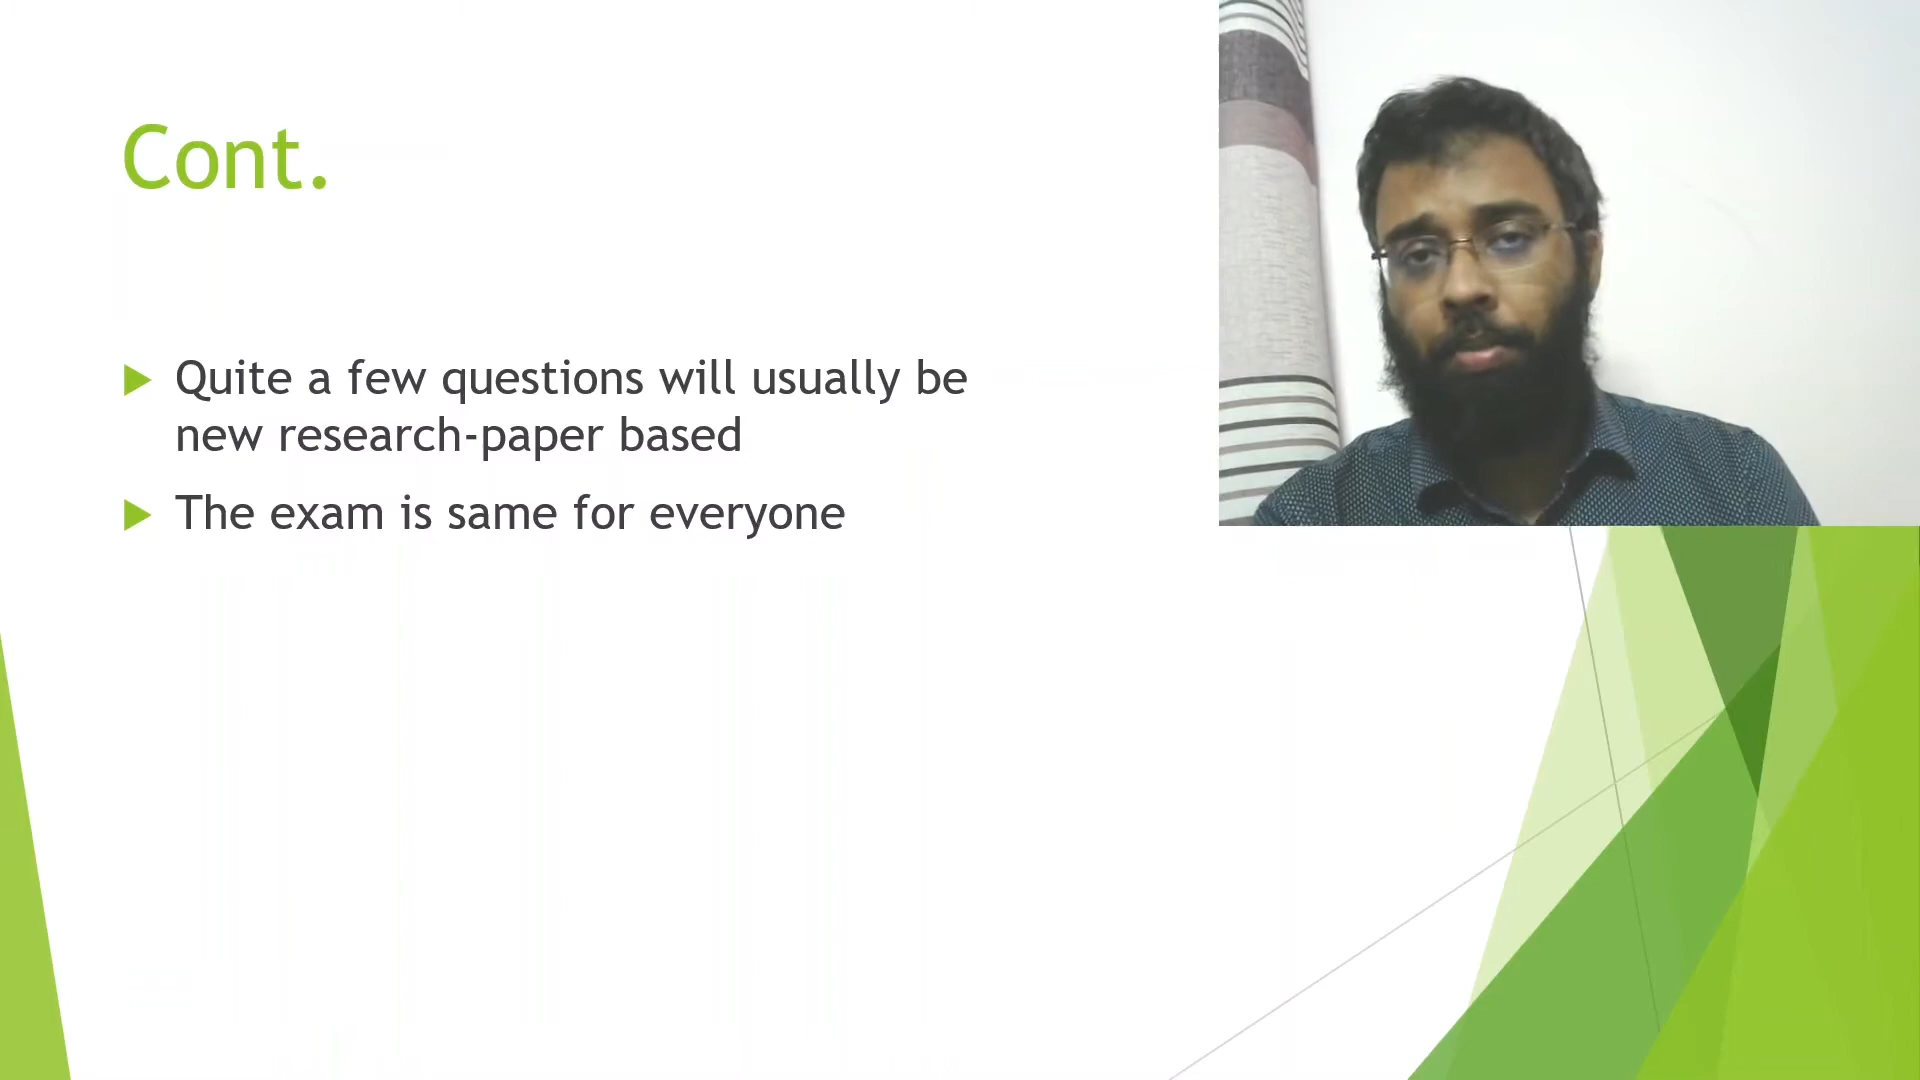 Cont.
Quite a few questions will usually be
new research-paper based
The exam is same for everyone